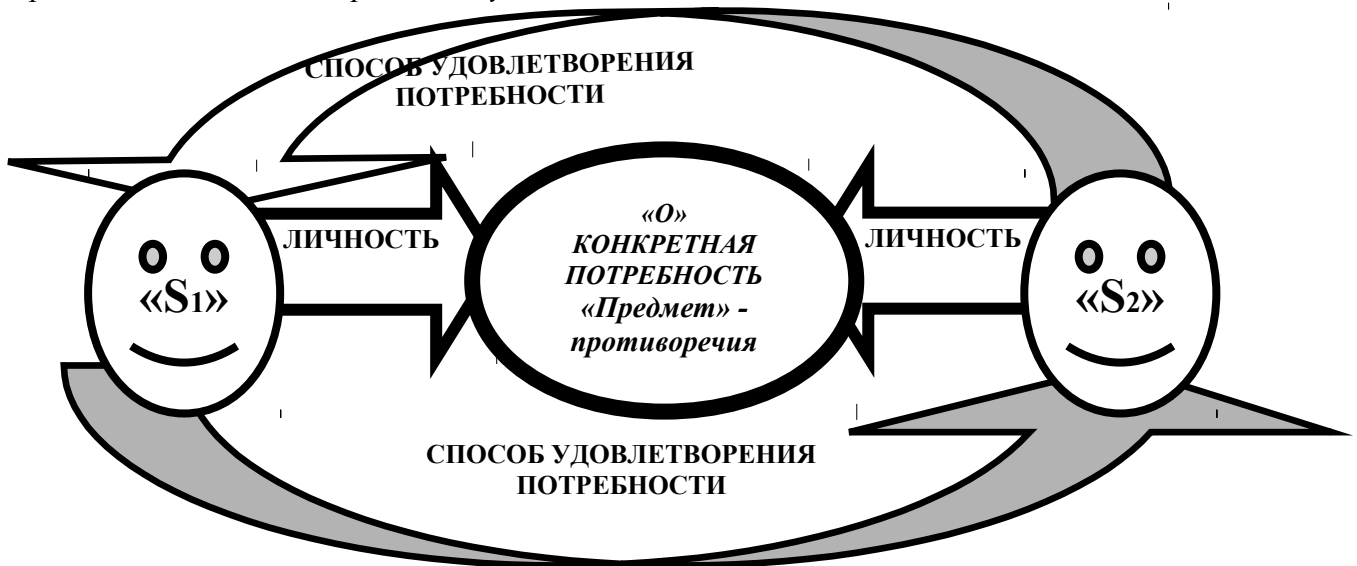 СПОСОБ УДОВЛЕТВОРЕНИЯ
ПОТРЕБНОСТИ
ЛИЧНОСТЬ
«О»
КОНКРЕТНАЯ
ПОТРЕБНОСТЬ
«Предмет» -
противоречия
ЛИЧНОСТЬ
«S1»
«S2»
СПОСОБ УДОВЛЕТВОРЕНИЯ
ПОТРЕБНОСТИ